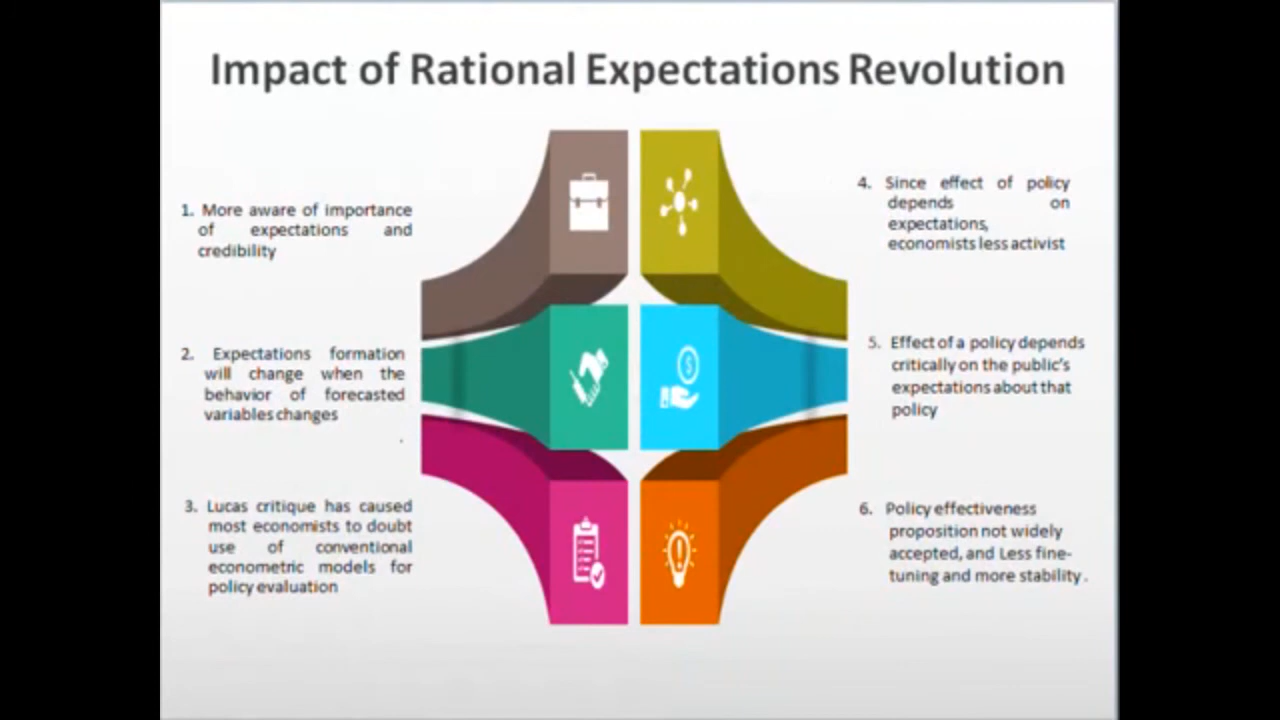 Impact of Rational Expectations Revolution
1. More aware of importance
of expectations and
credibility
2. Expectations formation
will change when the
behavior of forecasted
variables changes
.
3. Lucas critique has caused
most economists to doubt
use of conventional
econometric models for
policy evaluation
4. Since effect of policy
depends on
expectations,
economists less activist
5. Effect of a policy depends
critically on the public's
expectations about that
policy
6. Policy effectiveness
proposition not widely
accepted, and Less fine-
tuning and more stability .